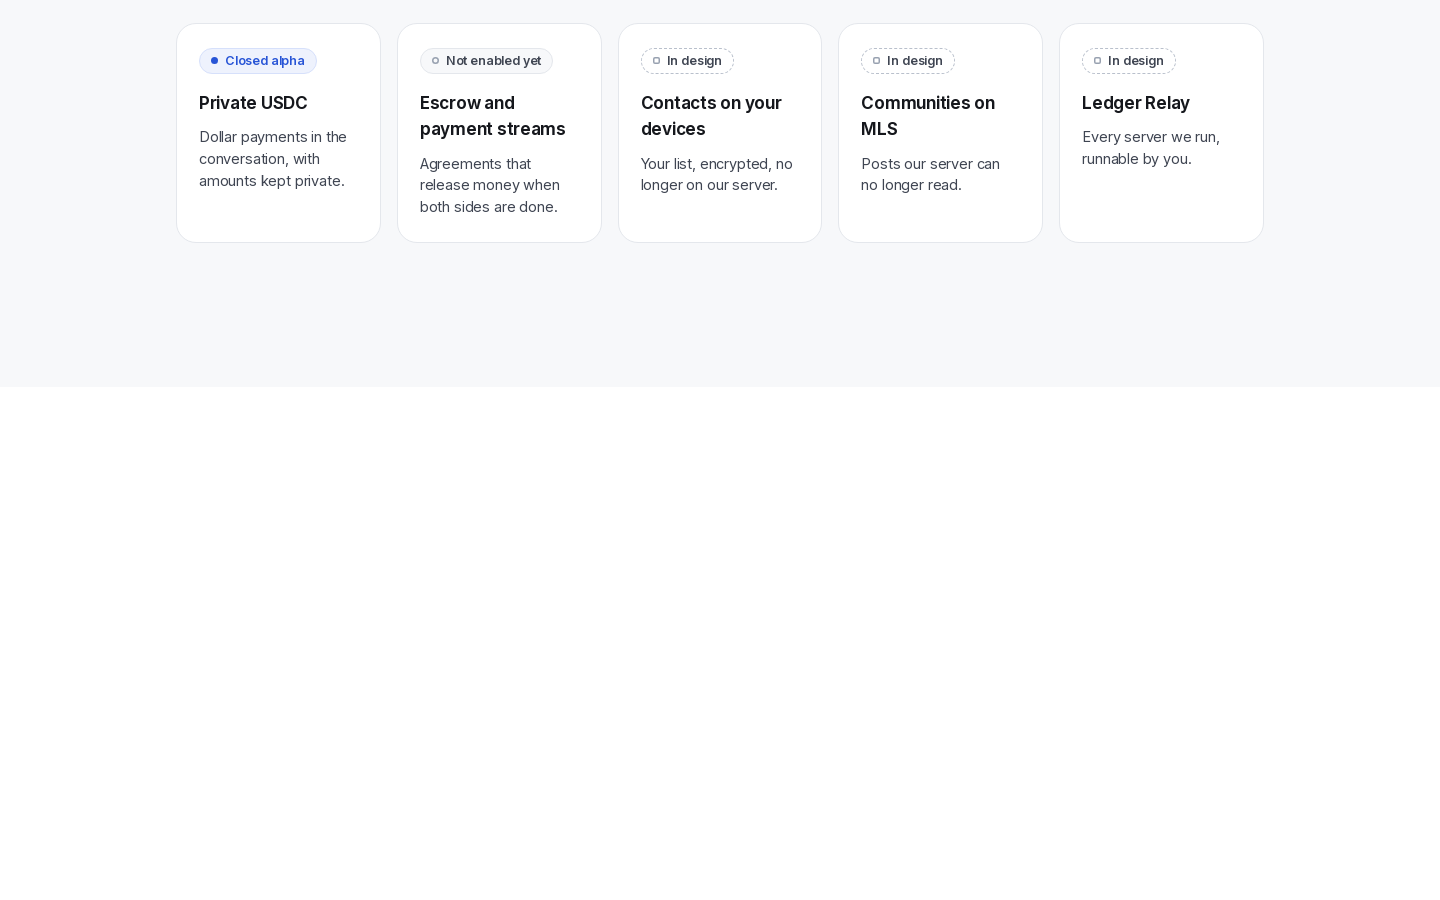 Closed alpha
Private USDC
Dollar payments in the
conversation, with
amounts kept private.
Not enabled yet
Escrow and
payment streams
Agreements that
release money when
both sides are done.
In design
Contacts on your
devices
Your list, encrypted, no
longer on our server.
In design
Communities on
MLS
Posts our server can
no longer read.
In design
Ledger Relay
Every server we run,
runnable by you.